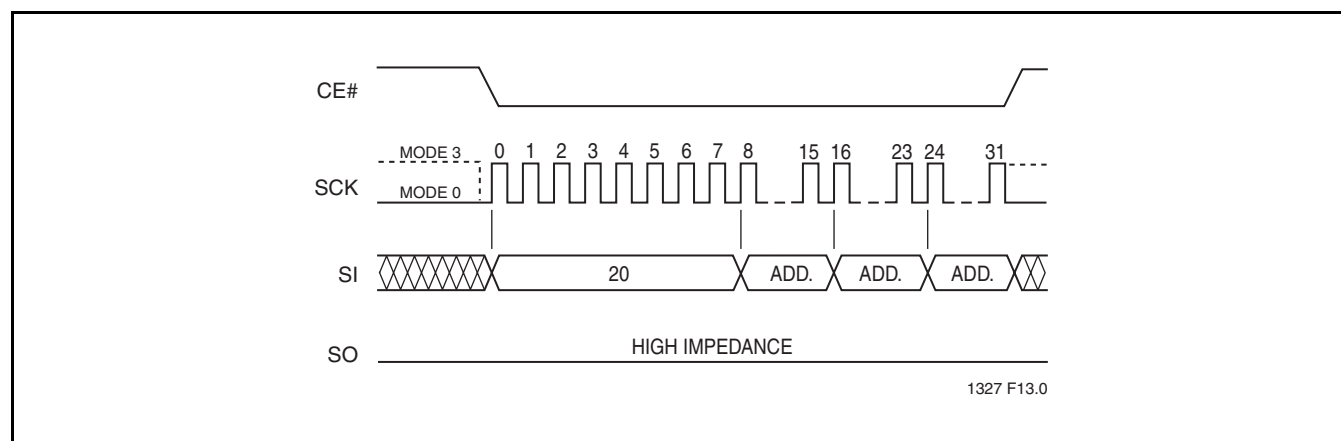 CE#
MODE 3 0 1 2 3 4 5 6 7 8 15 16 23 24 31
SCK MODE 0
SI 20 ADD. ADD. ADD.
SO HIGH IMPEDANCE
1327 F13.0